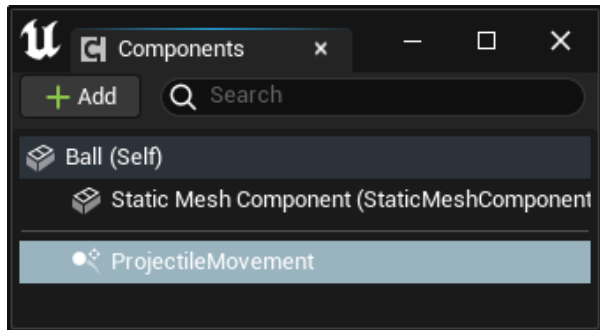 Components
+ Add
Search
Ball (Self)
Static Mesh Component (StaticMeshComponent
ProjectileMovement